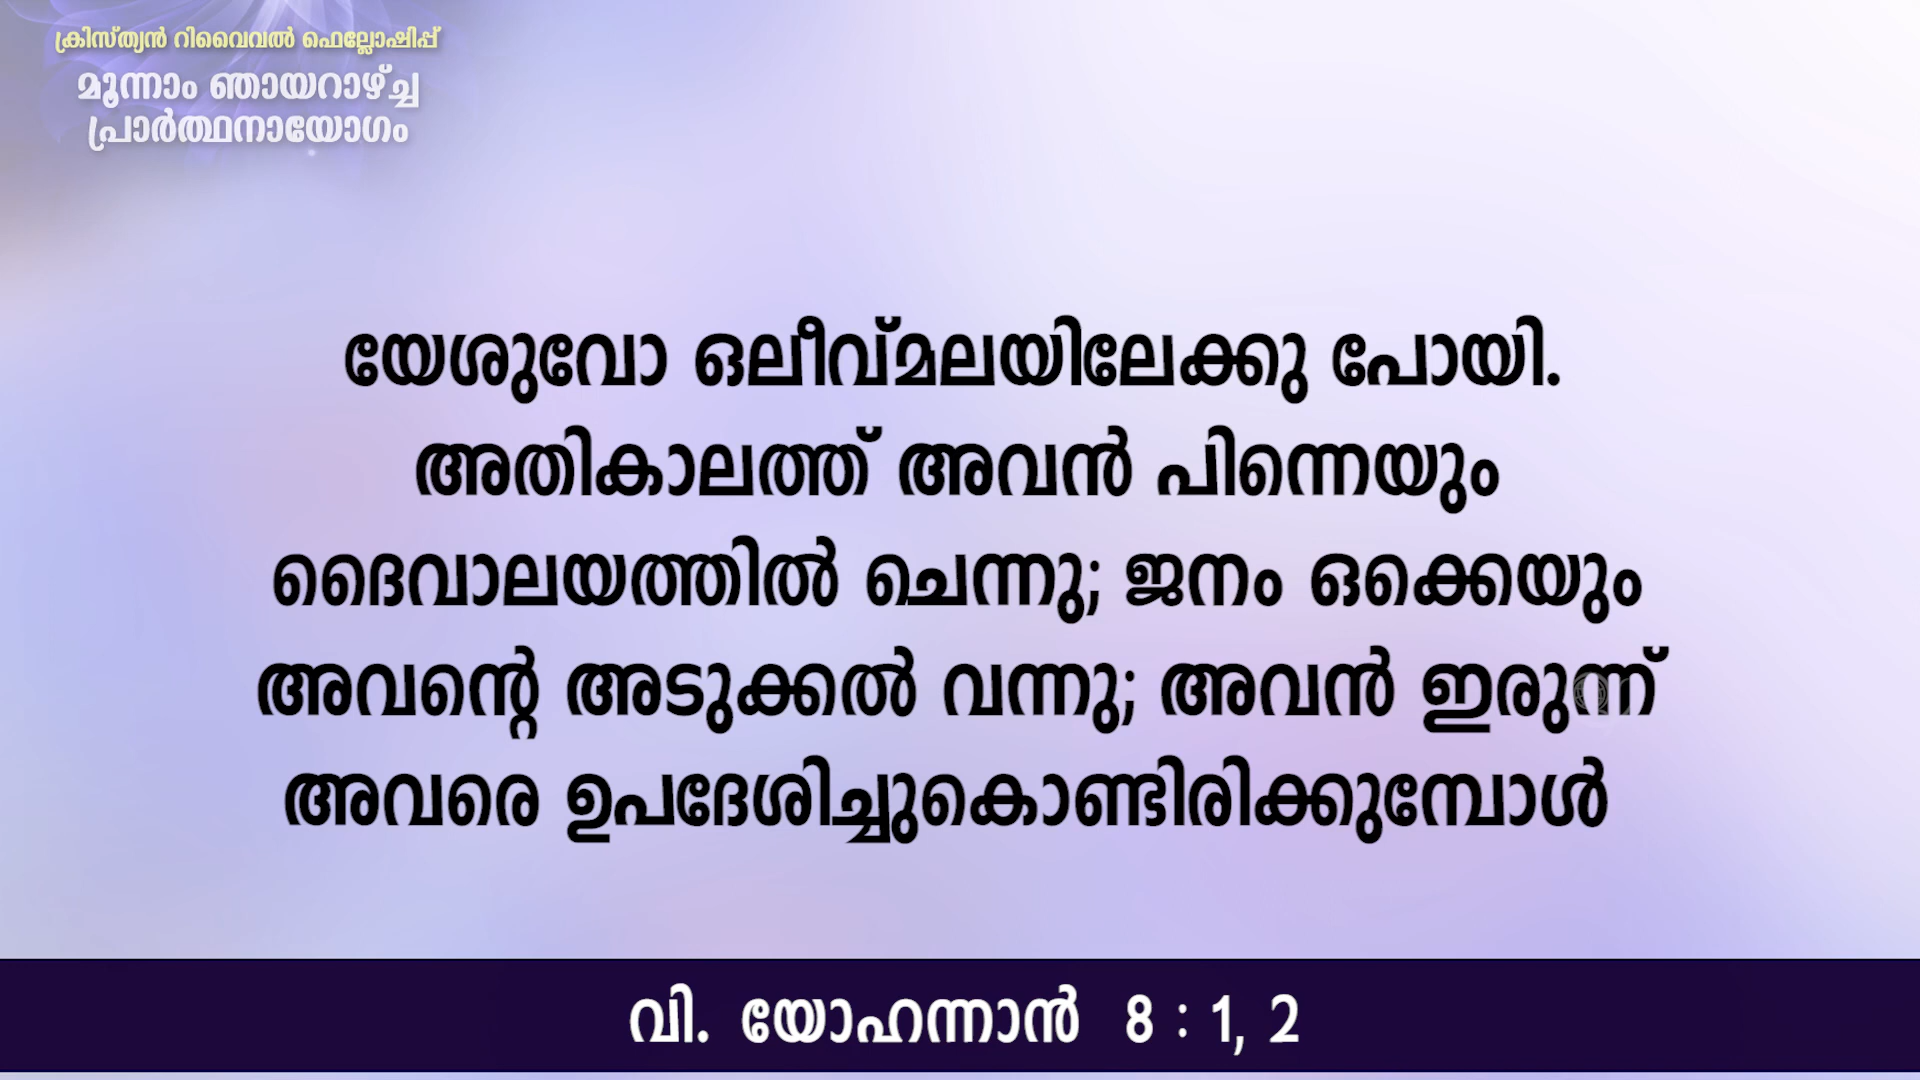 ക്രിസ്ത്യൻ റിവൈവൽ ഫെല്ലോഷിപ്പ്
മൂന്നാം ഞായറാഴ്ച്ച
പ്രാർത്ഥനായോഗം
യേശുവോ ഒലീവ്മലയിലേക്കു പോയി.
അതികാലത്ത് അവൻ പിന്നെയും
ദൈവാലയത്തിൽ ചെന്നു; ജനം ഒക്കെയും
അവന്റെ അടുക്കൽ വന്നു; അവൻ ഇരുന്ന്
അവരെ ഉപദേശിച്ചുകൊണ്ടിരിക്കുമ്പോൾ
വി. യോഹന്നാൻ 8 : 1, 2